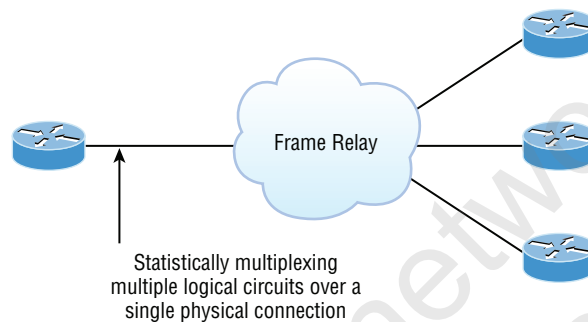 Frame Relay
Statistically multiplexing
multiple logical circuits over a
single physical connection